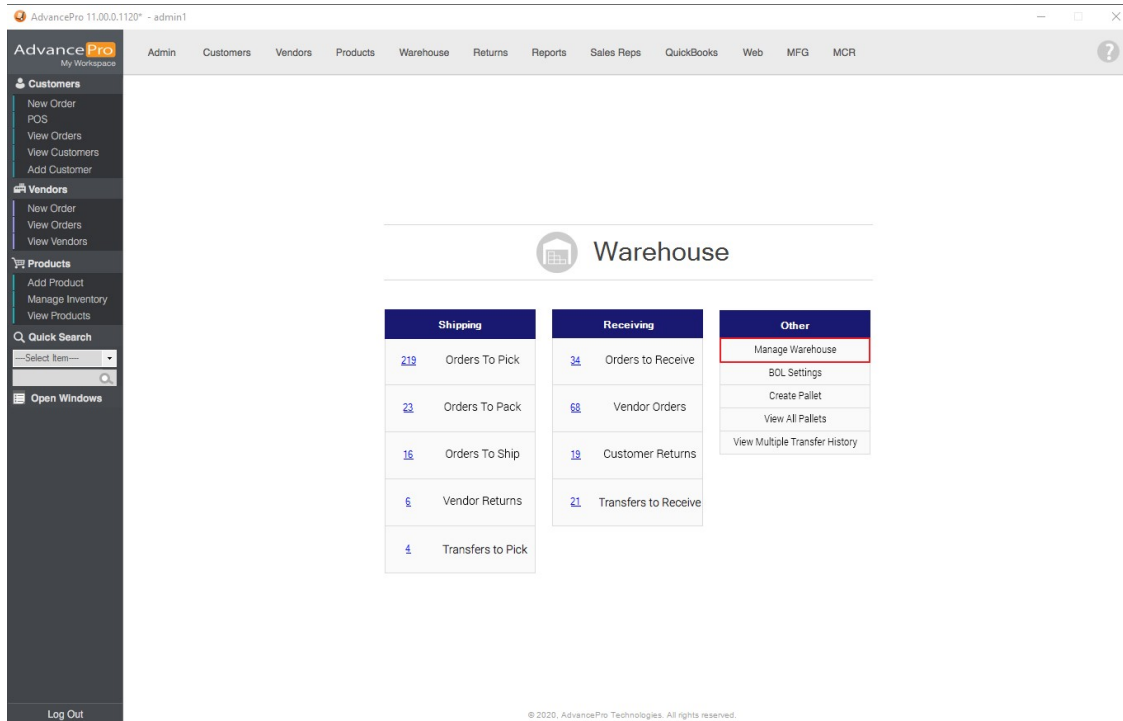 AdvancePro 11.00.0.1120* - admin1
AdvancePro
My Workspace
Admin Customers Vendors Products Warehouse Returns Reports Sales Reps QuickBooks Web MFG MCR
?
Customers
New Order
POS
View Orders
View Customers
Add Customer
Vendors
New Order
View Orders
View Vendors
Products
Add Product
Manage Inventory
View Products
Quick Search
---Select Item---
Open Windows
Log Out
Warehouse
Shipping
219 Orders To Pick
23 Orders To Pack
16 Orders To Ship
6 Vendor Returns
4 Transfers to Pick
Receiving
34 Orders to Receive
68 Vendor Orders
19 Customer Returns
21 Transfers to Receive
Other
Manage Warehouse
BOL Settings
Create Pallet
View All Pallets
View Multiple Transfer History
© 2020, AdvancePro Technologies. All rights reserved.